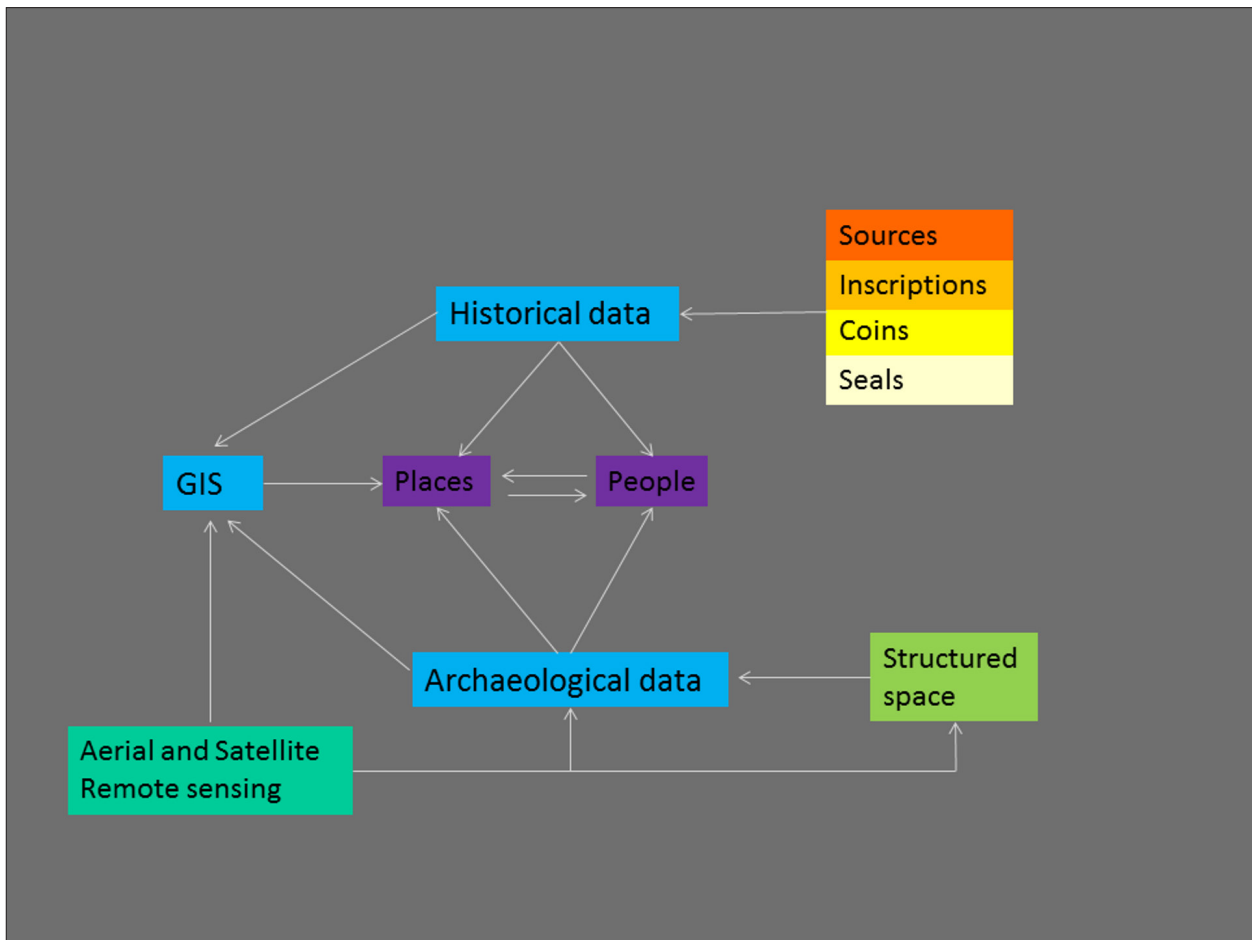 Sources
Inscriptions
Historical data
Coins
Seals
GIS
Places
People
Structured
space
Archaeological data
Aerial and Satellite
Remote sensing